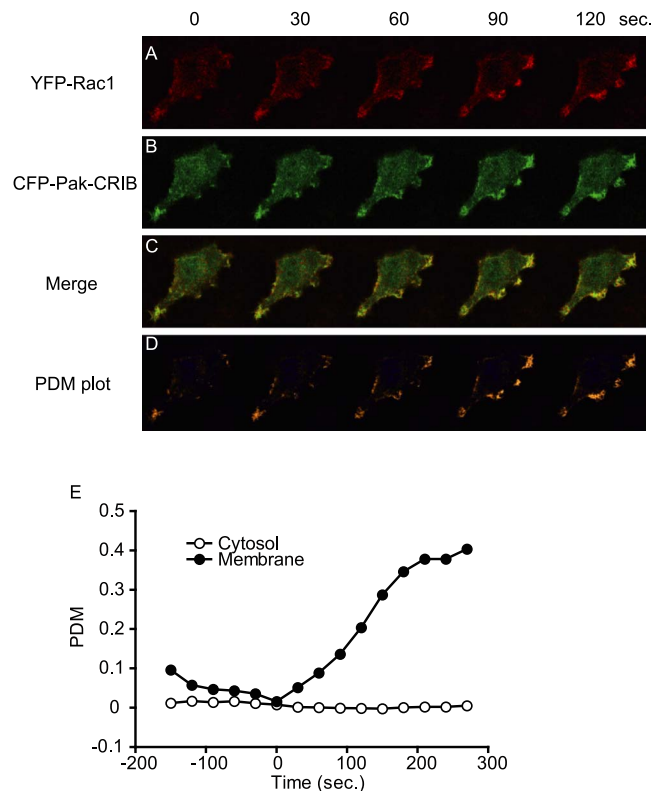 0 30 60 90 120 sec.
A
YFP-Rac1
B
CFP-Pak-CRIB
C
Merge
D
PDM plot
E
0.5
0.4
0.3
0.2
0.1
0
-0.1
PDM
Cytosol
Membrane
-200 -100 0 100 200 300
Time (sec.)